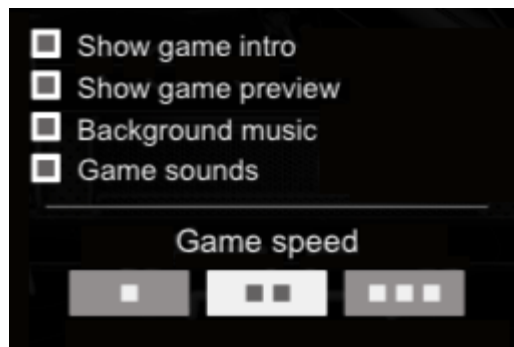 Show game intro
Show game preview
Background music
Game sounds
Game speed